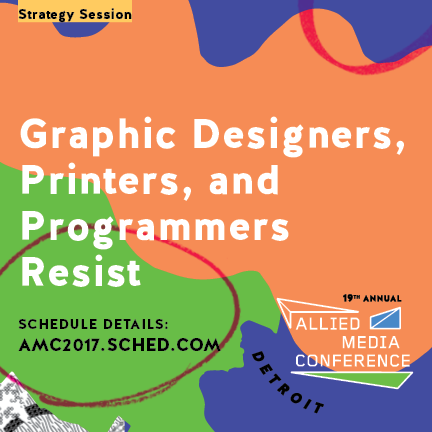 Strategy Session
Graphic Designers,
Printers, and
Programmers
Resist
SCHEDULE DETAILS:
AMC2017.SCHED.COM
19TH ANNUAL
ALLIED
MEDIA
CONFERENCE
DETROIT